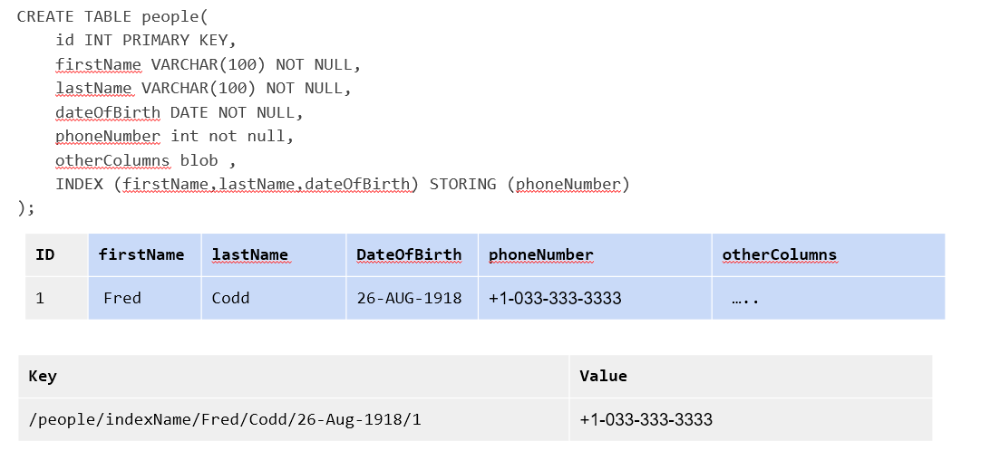 CREATE TABLE people(
    id INT PRIMARY KEY,
    firstName VARCHAR(100) NOT NULL,
    lastName VARCHAR(100) NOT NULL,
    dateOfBirth DATE NOT NULL,
    phoneNumber int not null,
    otherColumns blob ,
    INDEX (firstName,lastName,dateOfBirth) STORING (phoneNumber)
);
ID firstName lastName DateOfBirth phoneNumber otherColumns
1 Fred Codd 26-AUG-1918 +1-033-333-3333 …..
Key Value
/people/indexName/Fred/Codd/26-Aug-1918/1 +1-033-333-3333